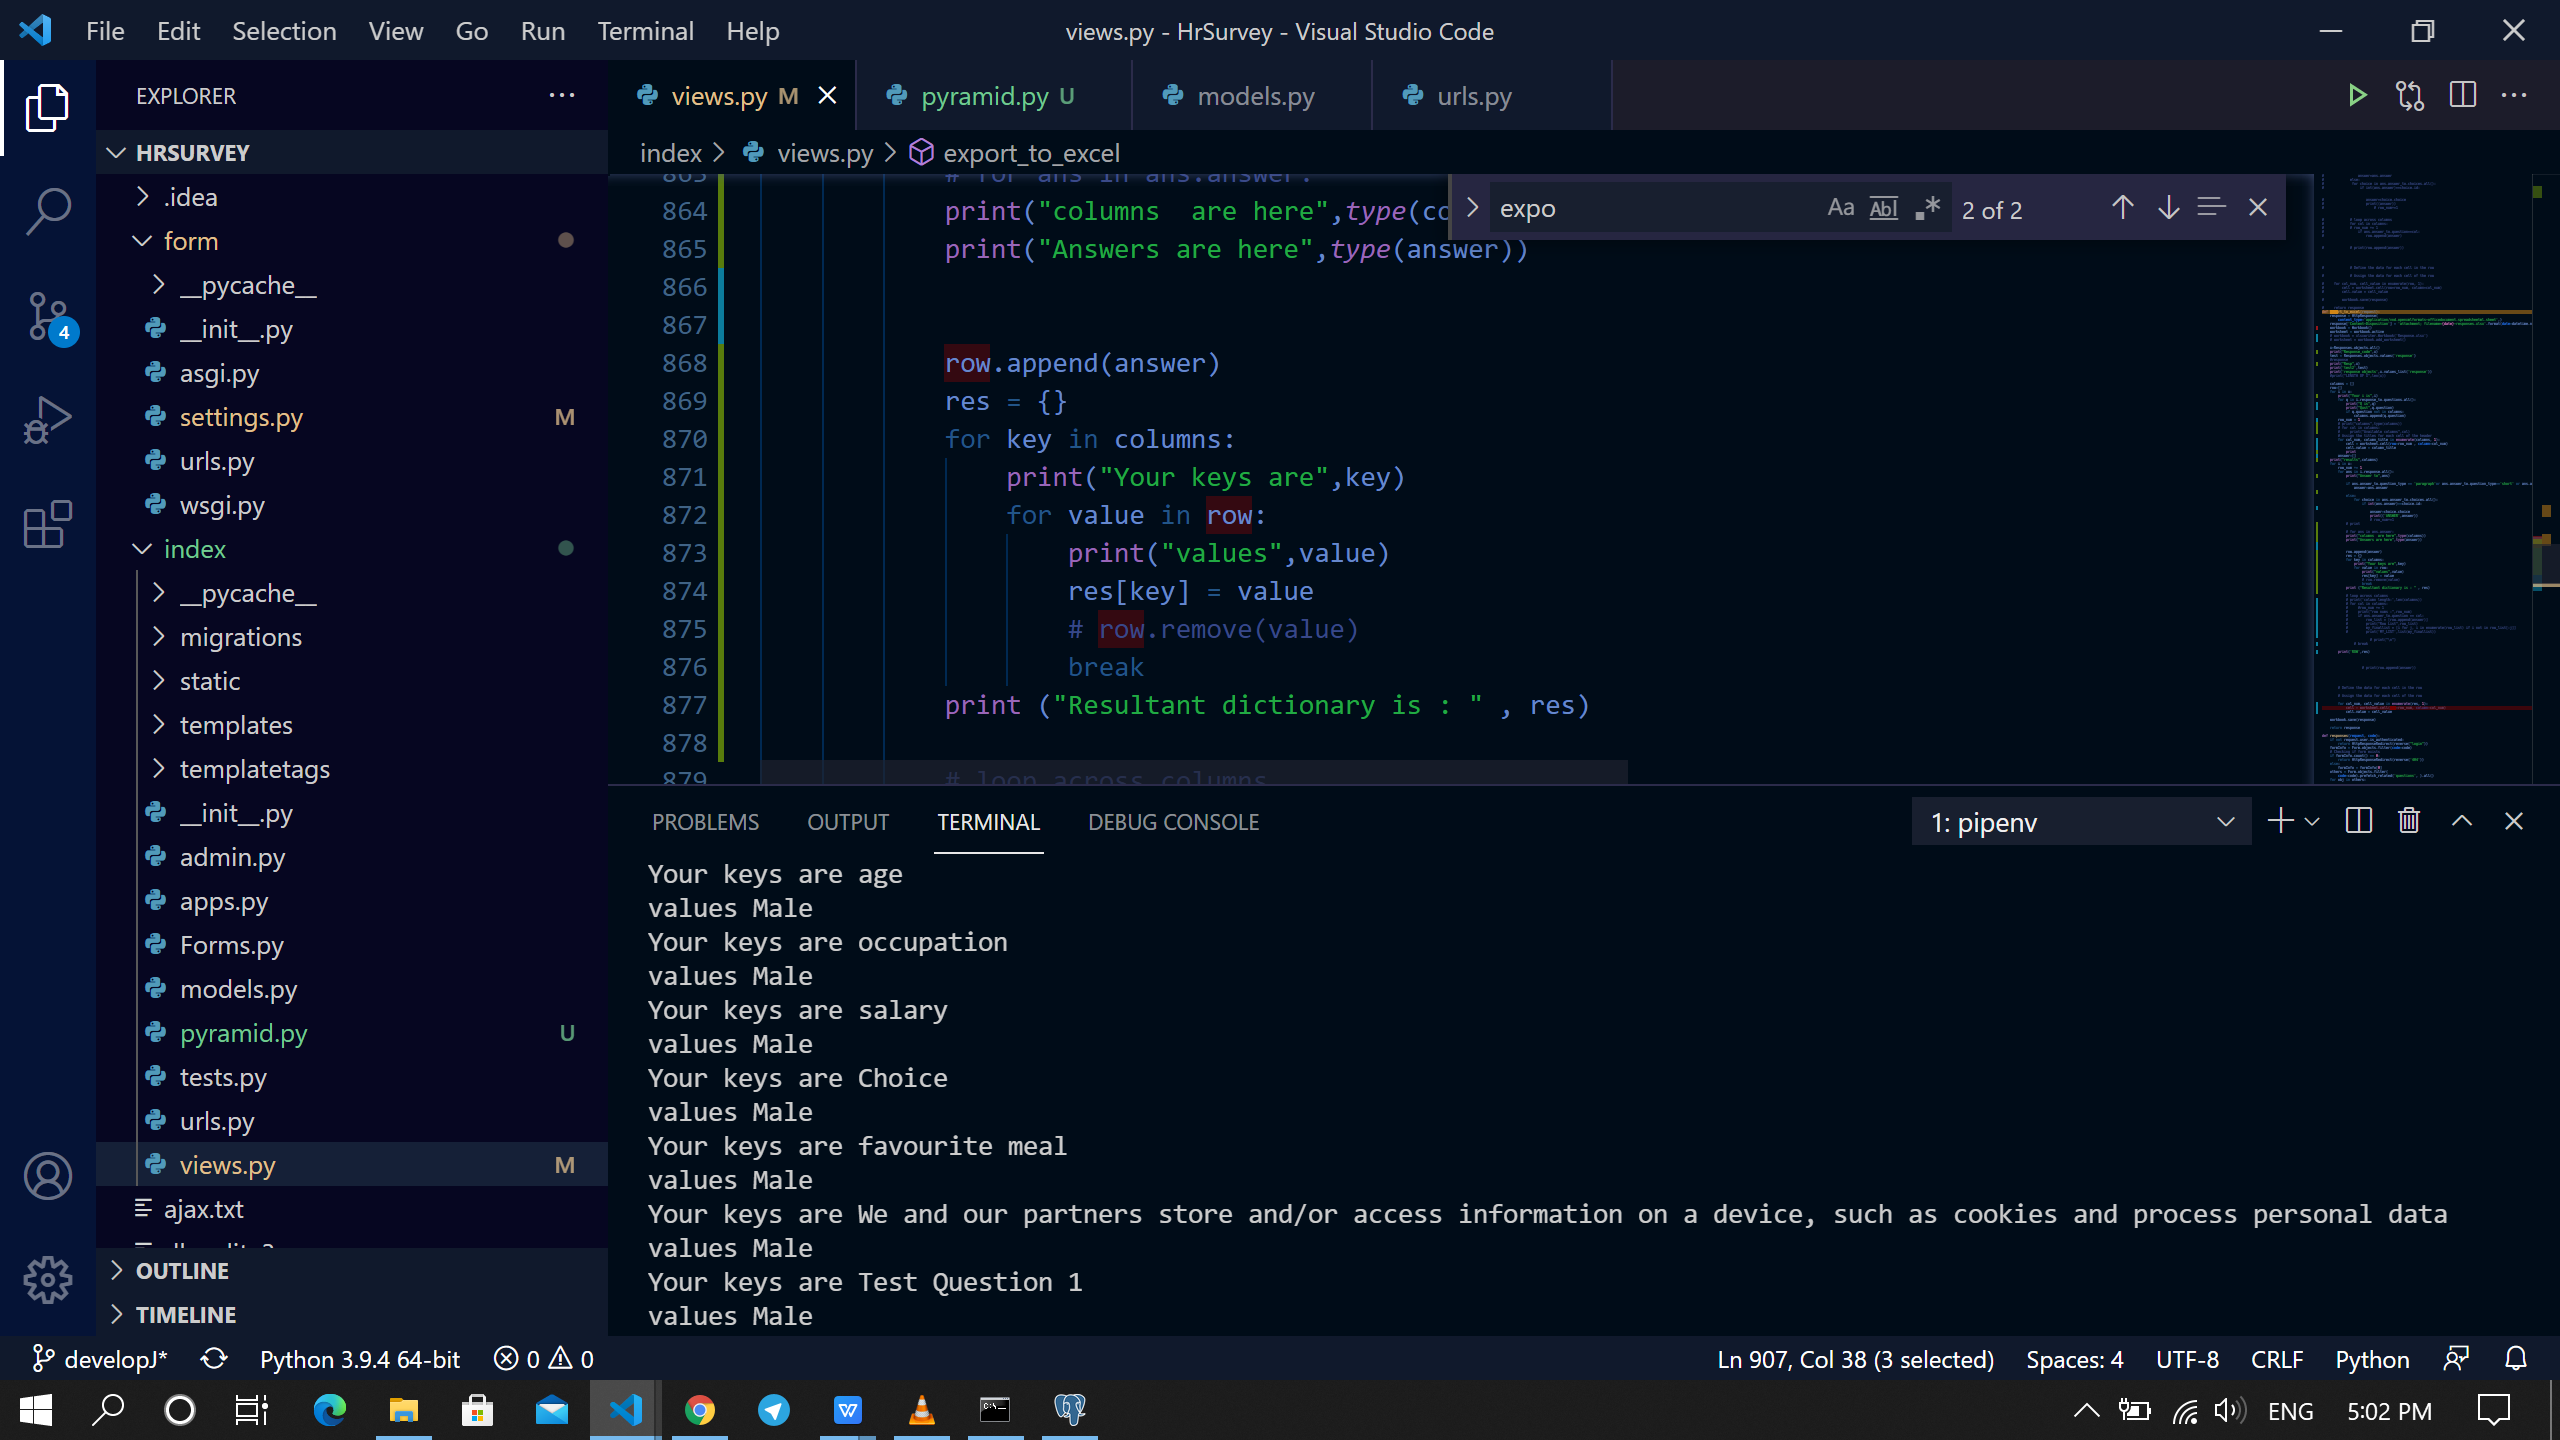 File Edit Selection View Go Run Terminal Help
views.py - HrSurvey - Visual Studio Code
EXPLORER
HRSURVEY
.idea
form
__pycache__
__init__.py
asgi.py
settings.py M
urls.py
wsgi.py
index
__pycache__
migrations
static
templates
templatetags
__init__.py
admin.py
apps.py
Forms.py
models.py
pyramid.py U
tests.py
urls.py
views.py M
ajax.txt
OUTLINE
TIMELINE
4
views.py M
pyramid.py U
models.py
urls.py
index > views.py > export_to_excel
expo
Aa Abl .* 2 of 2
863 # for ans in ans.answer:
864 print("columns  are here",type(co
865 print("Answers are here",type(answer))
866
867
868 row.append(answer)
869 res = {}
870 for key in columns:
871 print("Your keys are",key)
872 for value in row:
873 print("values",value)
874 res[key] = value
875 # row.remove(value)
876 break
877 print ("Resultant dictionary is : " , res)
878
879 # loop across columns
PROBLEMS OUTPUT TERMINAL DEBUG CONSOLE
1: pipenv
Your keys are age
values Male
Your keys are occupation
values Male
Your keys are salary
values Male
Your keys are Choice
values Male
Your keys are favourite meal
values Male
Your keys are We and our partners store and/or access information on a device, such as cookies and process personal data
values Male
Your keys are Test Question 1
values Male
developJ* Python 3.9.4 64-bit 0 0
Ln 907, Col 38 (3 selected) Spaces: 4 UTF-8 CRLF Python
ENG 5:02 PM